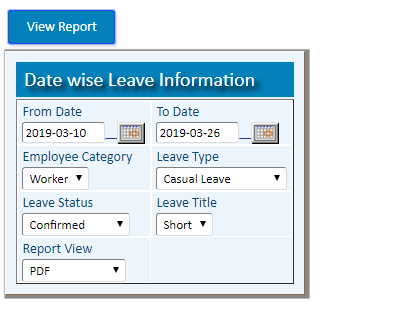 View Report
Date wise Leave Information
From Date To Date
2019-03-10 2019-03-26
Employee Category Leave Type
Worker Casual Leave
Leave Status Leave Title
Confirmed Short
Report View
PDF